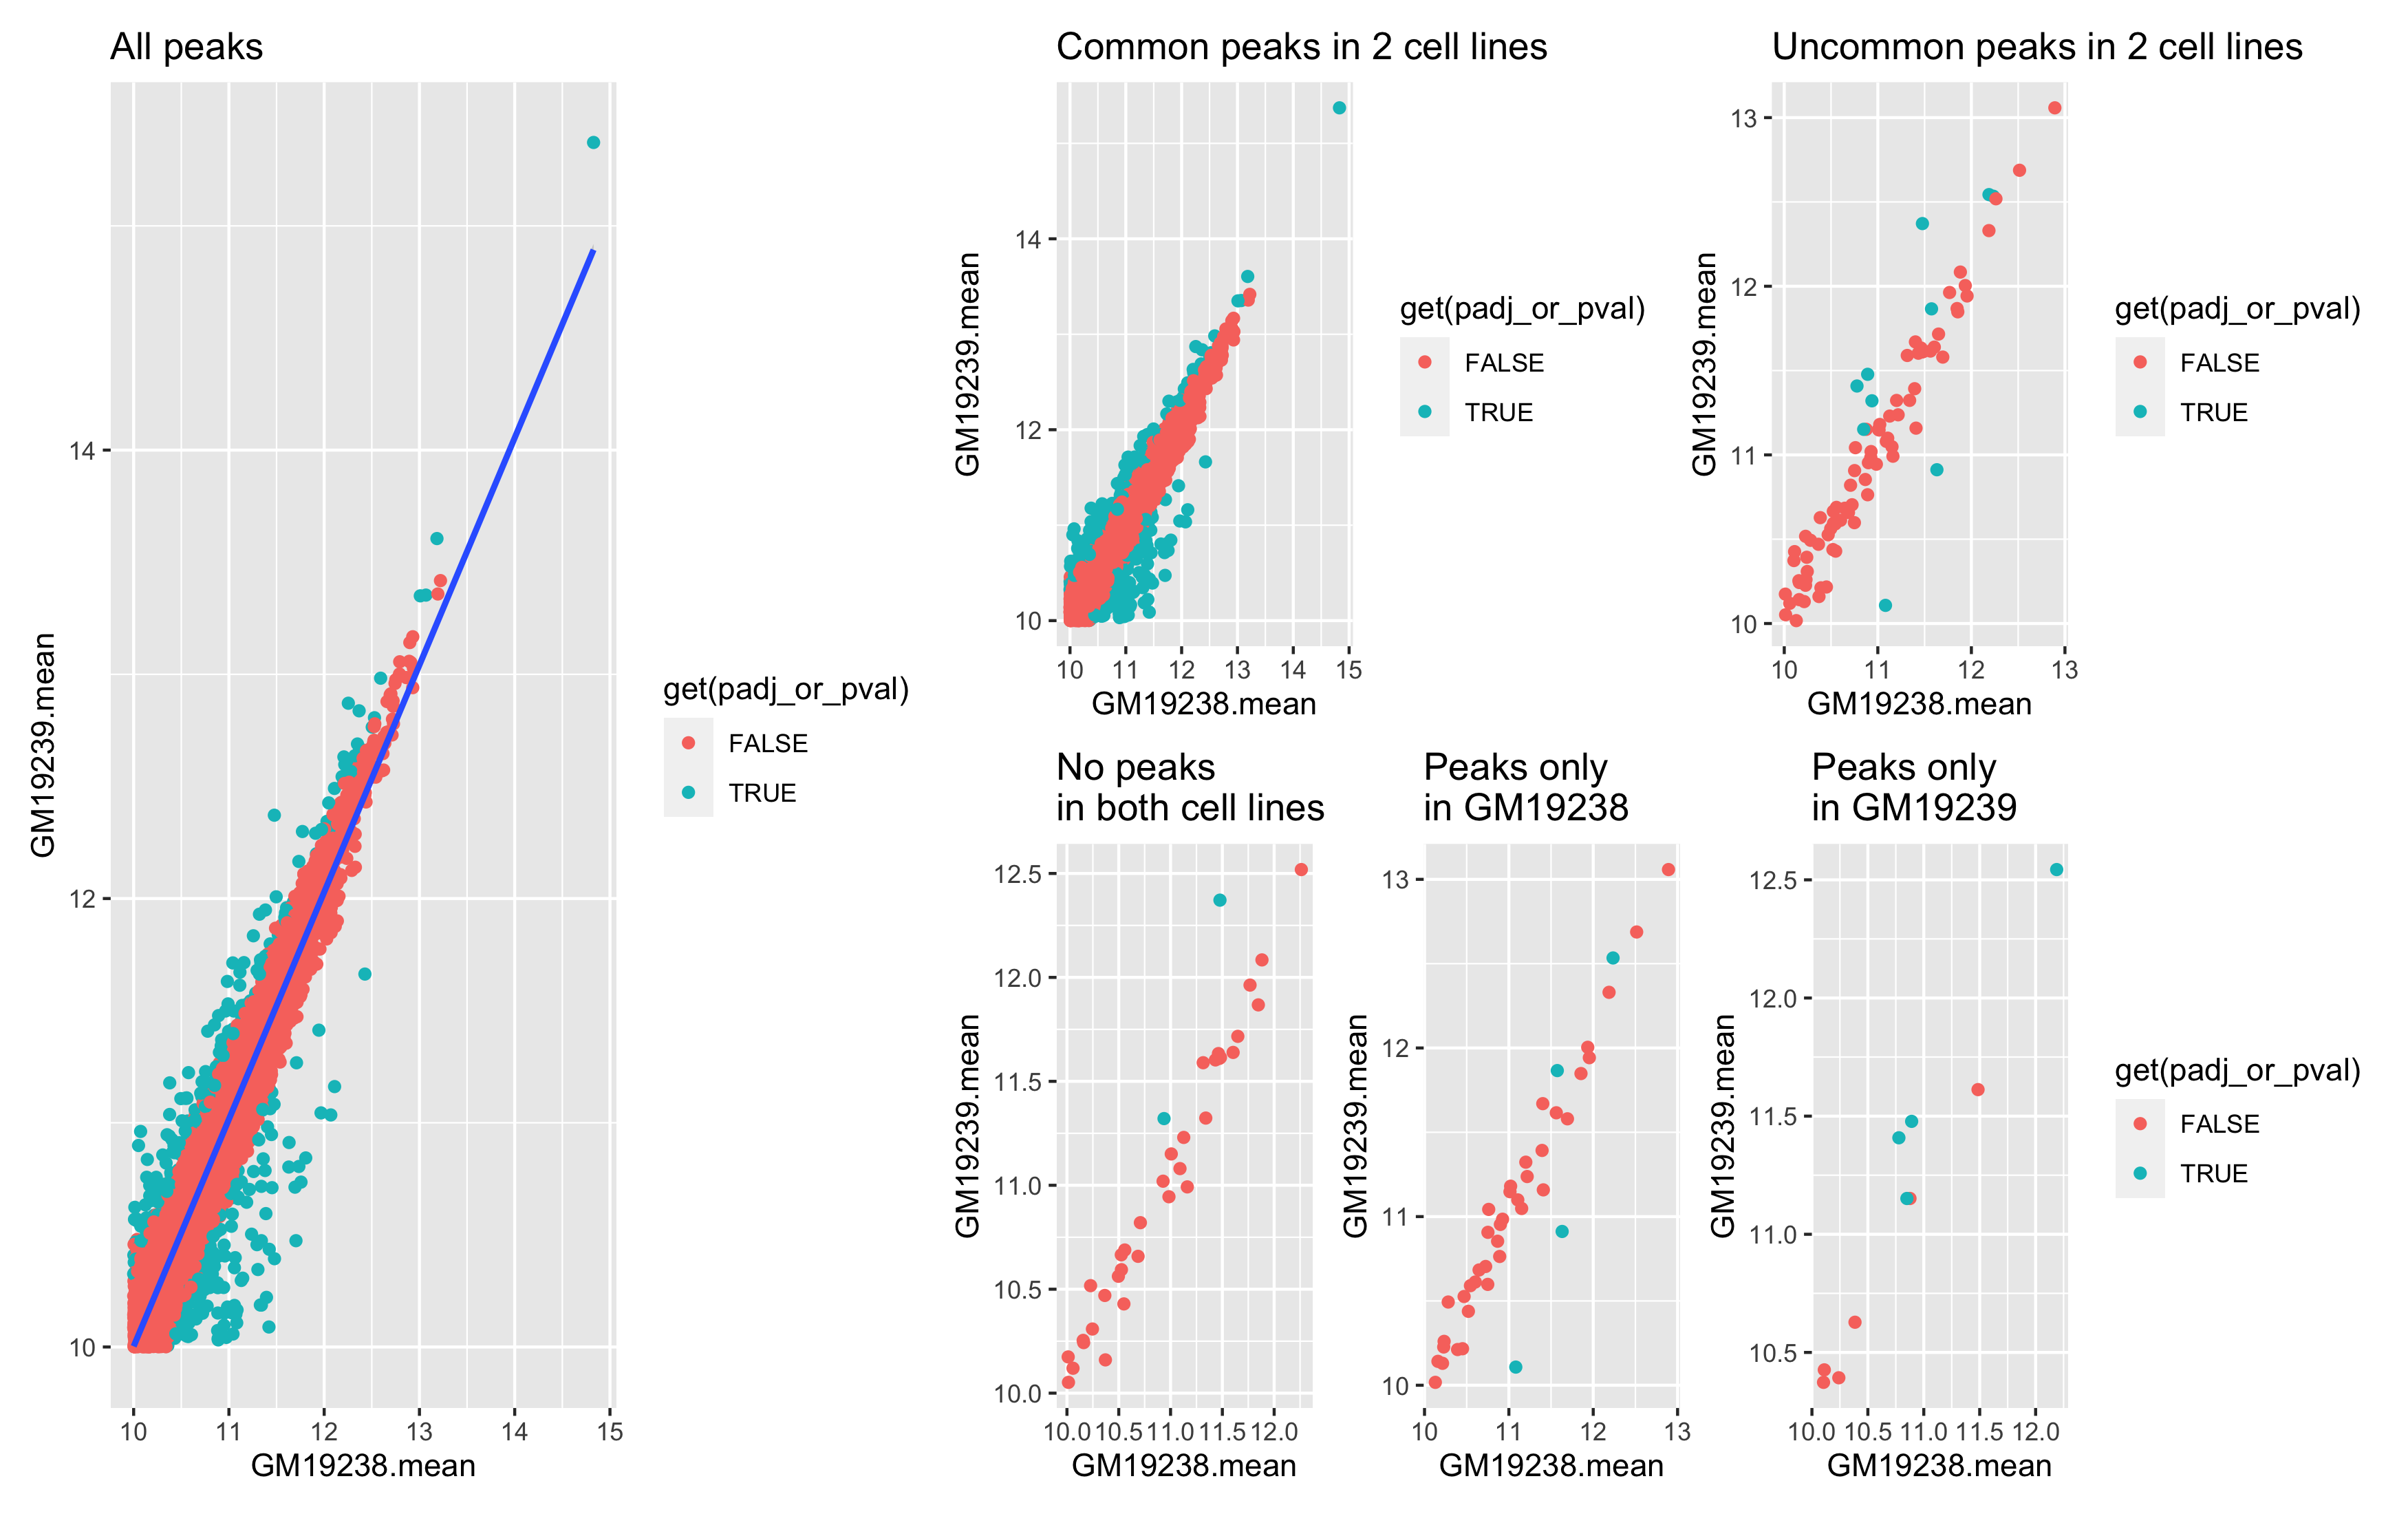 All peaks
GM19239.mean
14
12
10
10 11 12 13 14 15
GM19238.mean
get(padj_or_pval)
FALSE
TRUE
Common peaks in 2 cell lines
GM19239.mean
14
12
10
10 11 12 13 14 15
GM19238.mean
get(padj_or_pval)
FALSE
TRUE
Uncommon peaks in 2 cell lines
GM19239.mean
13
12
11
10
10 11 12 13
GM19238.mean
get(padj_or_pval)
FALSE
TRUE
No peaks
in both cell lines
GM19239.mean
12.5
12.0
11.5
11.0
10.5
10.0
10.0 10.5 11.0 11.5 12.0
GM19238.mean
Peaks only
in GM19238
GM19239.mean
13
12
11
10
10 11 12 13
GM19238.mean
Peaks only
in GM19239
GM19239.mean
12.5
12.0
11.5
11.0
10.5
10.0 10.5 11.0 11.5 12.0
GM19238.mean
get(padj_or_pval)
FALSE
TRUE